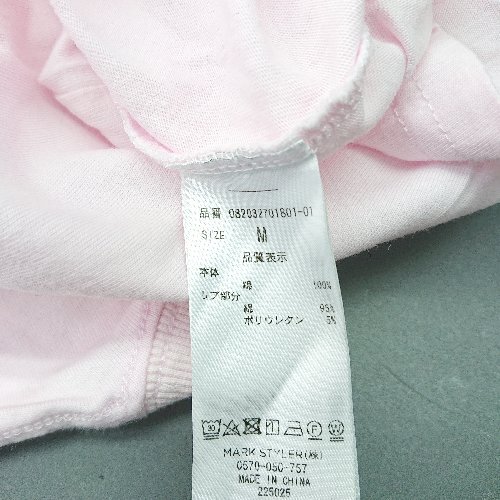 品番 082032701801-01
SIZE M
品質表示
本体
綿 100%
リブ部分
綿 95%
ポリウレタン 5%
MARK STYLER(株)
0570-050-757
MADE IN CHINA
225025